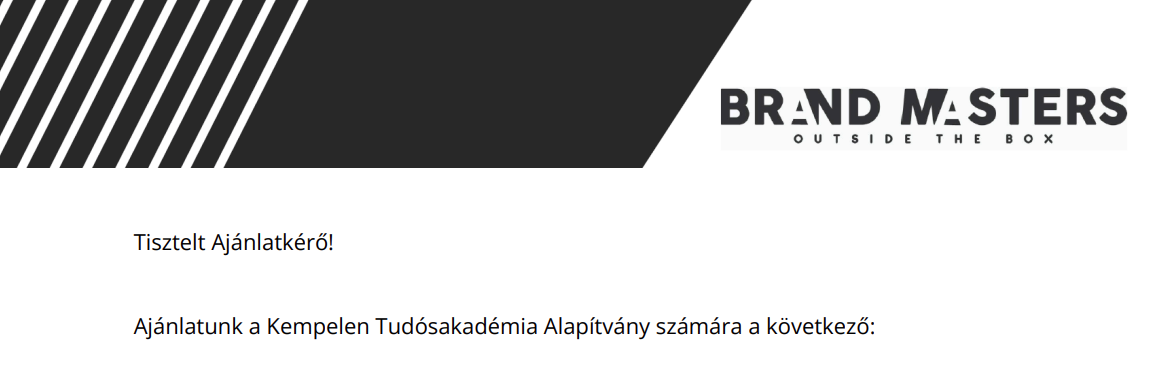 BRAND MASTERS
OUTSIDE THE BOX
Tisztelt Ajánlatkérő!
Ajánlatunk a Kempelen Tudósakadémia Alapítvány számára a következő: